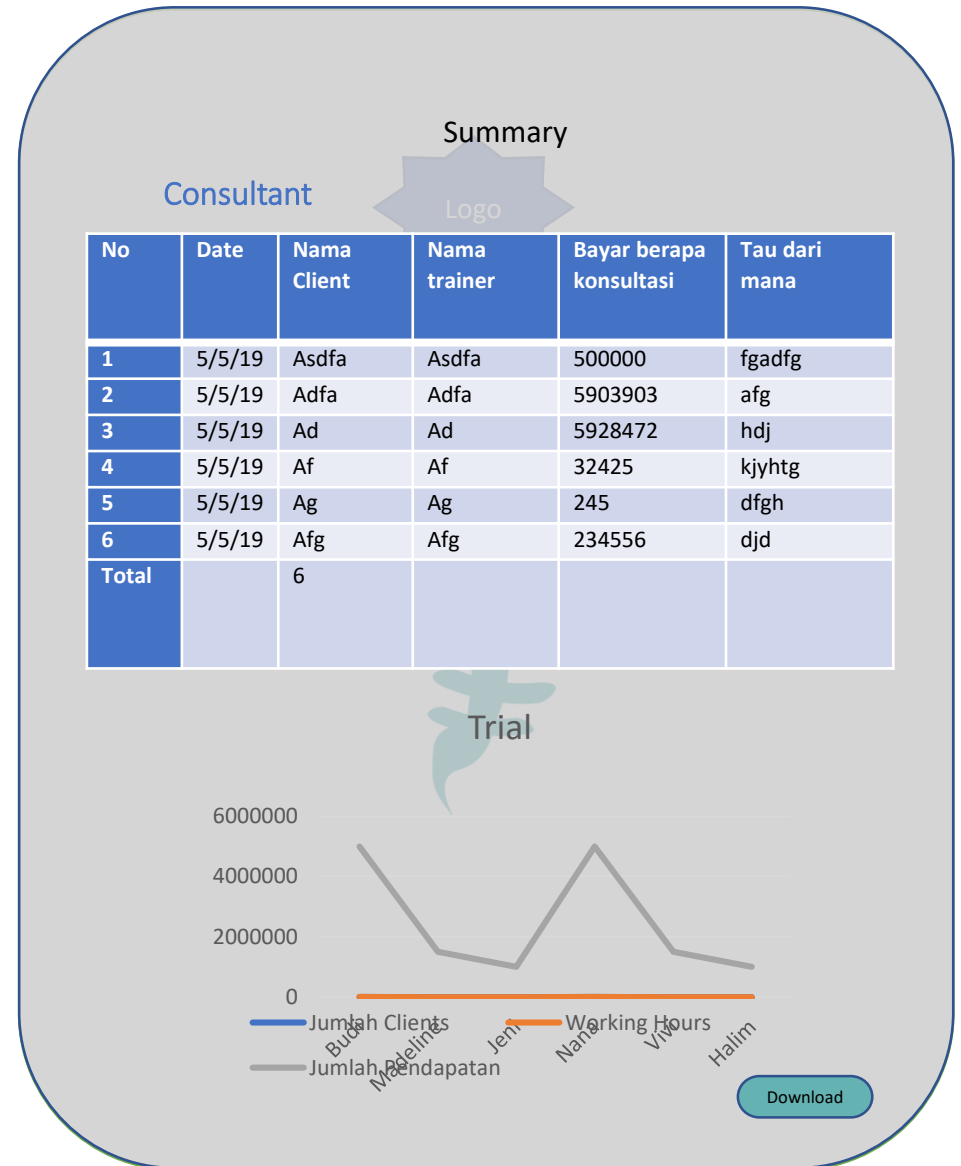 Summary
Consultant
Logo
No Date Nama Client Nama trainer Bayar berapa konsultasi Tau dari mana
1 5/5/19 Asdfa Asdfa 500000 fgadfg
2 5/5/19 Adfa Adfa 5903903 afg
3 5/5/19 Ad Ad 5928472 hdj
4 5/5/19 Af Af 32425 kjyhtg
5 5/5/19 Ag Ag 245 dfgh
6 5/5/19 Afg Afg 234556 djd
Total 6
Trial
6000000
4000000
2000000
0
Budi Madeline Jeni Nana Vivi Halim
Jumlah Clients Working Hours
Jumlah Pendapatan
Download